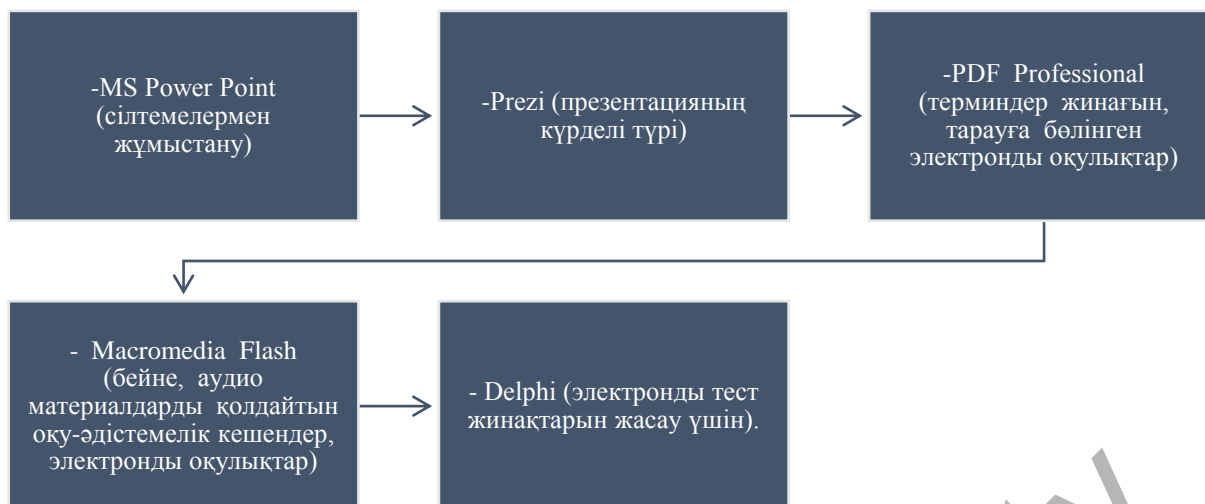 -MS Power Point
(сілтемелермен
жұмыстану)
-Prezi (презентацияның
күрделі түрі)
-PDF Professional
(терминдер жинағын,
тарауға бөлінген
электронды оқулықтар)
- Macromedia Flash
(бейне, аудио
материалдарды қолдайтын
оқу-әдістемелік кешендер,
электронды оқулықтар)
- Delphi (электронды тест
жинақтарын жасау үшін).